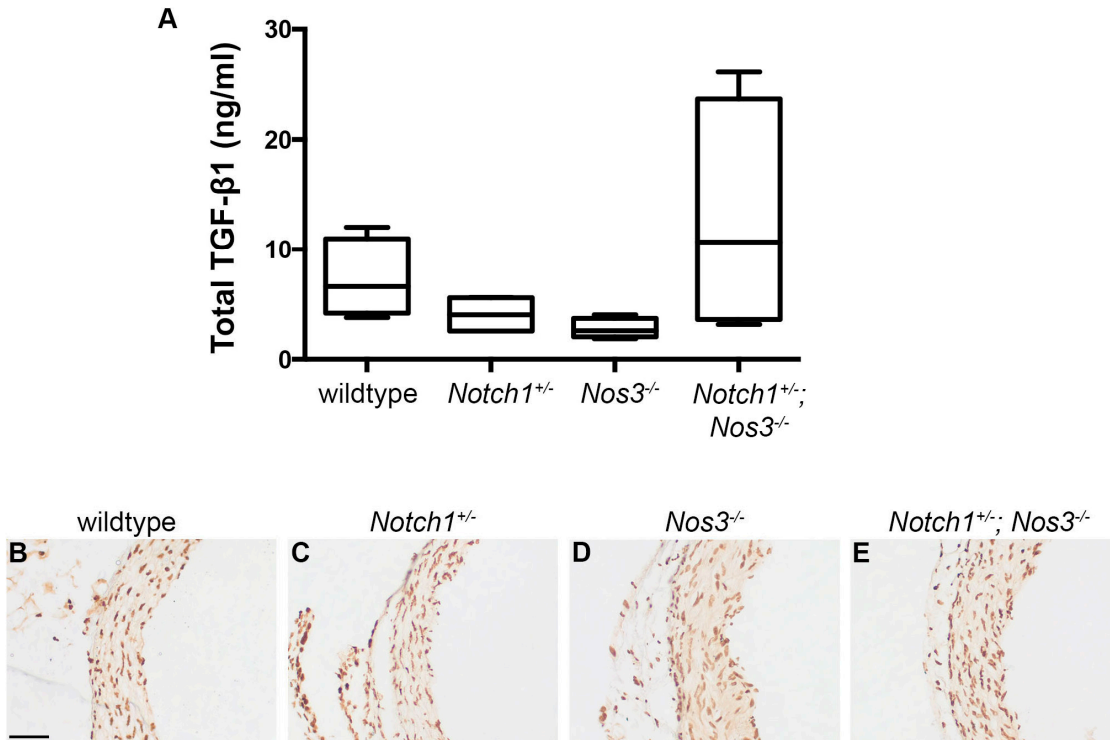 A
Total TGF-β1 (ng/ml)
30
20
10
0
wildtype
Notch1+/-
Nos3-/-
Notch1+/-;
Nos3-/-
wildtype
Notch1+/-
Nos3-/-
Notch1+/-; Nos3-/-
B
C
D
E